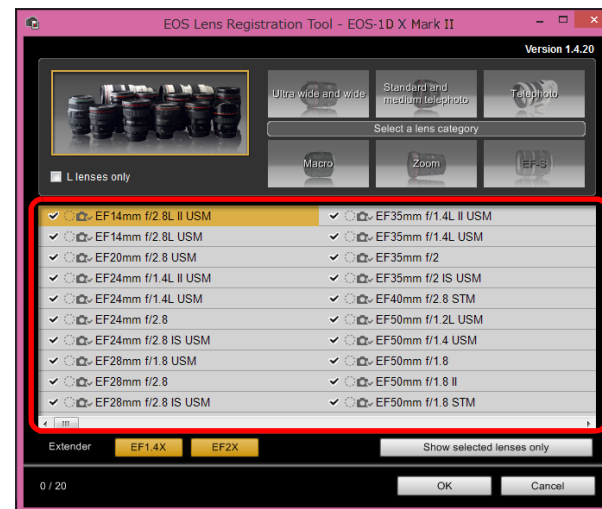 EOS Lens Registration Tool - EOS-1D X Mark II
Version 1.4.20
Ultra wide and wide
Standard and
medium telephoto
Telephoto
Select a lens category
Macro
Zoom
EF-S
L lenses only
EF14mm f/2.8L II USM
EF35mm f/1.4L II USM
EF14mm f/2.8L USM
EF35mm f/1.4L USM
EF20mm f/2.8 USM
EF35mm f/2
EF24mm f/1.4L II USM
EF35mm f/2 IS USM
EF24mm f/1.4L USM
EF40mm f/2.8 STM
EF24mm f/2.8
EF50mm f/1.2L USM
EF24mm f/2.8 IS USM
EF50mm f/1.4 USM
EF28mm f/1.8 USM
EF50mm f/1.8
EF28mm f/2.8
EF50mm f/1.8 II
EF28mm f/2.8 IS USM
EF50mm f/1.8 STM
Extender
EF1.4X
EF2X
Show selected lenses only
0 / 20
OK
Cancel